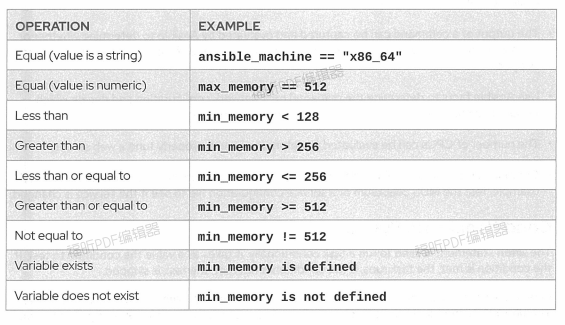 OPERATION EXAMPLE
Equal (value is a string) ansible_machine == "x86_64"
Equal (value is numeric) max_memory == 512
Less than min_memory < 128
Greater than min_memory > 256
Less than or equal to min_memory <= 256
Greater than or equal to min_memory >= 512
Not equal to min_memory != 512
Variable exists min_memory is defined
Variable does not exist min_memory is not defined
福昕PDF编辑器
福昕PDF编辑器
福昕PDF编辑器